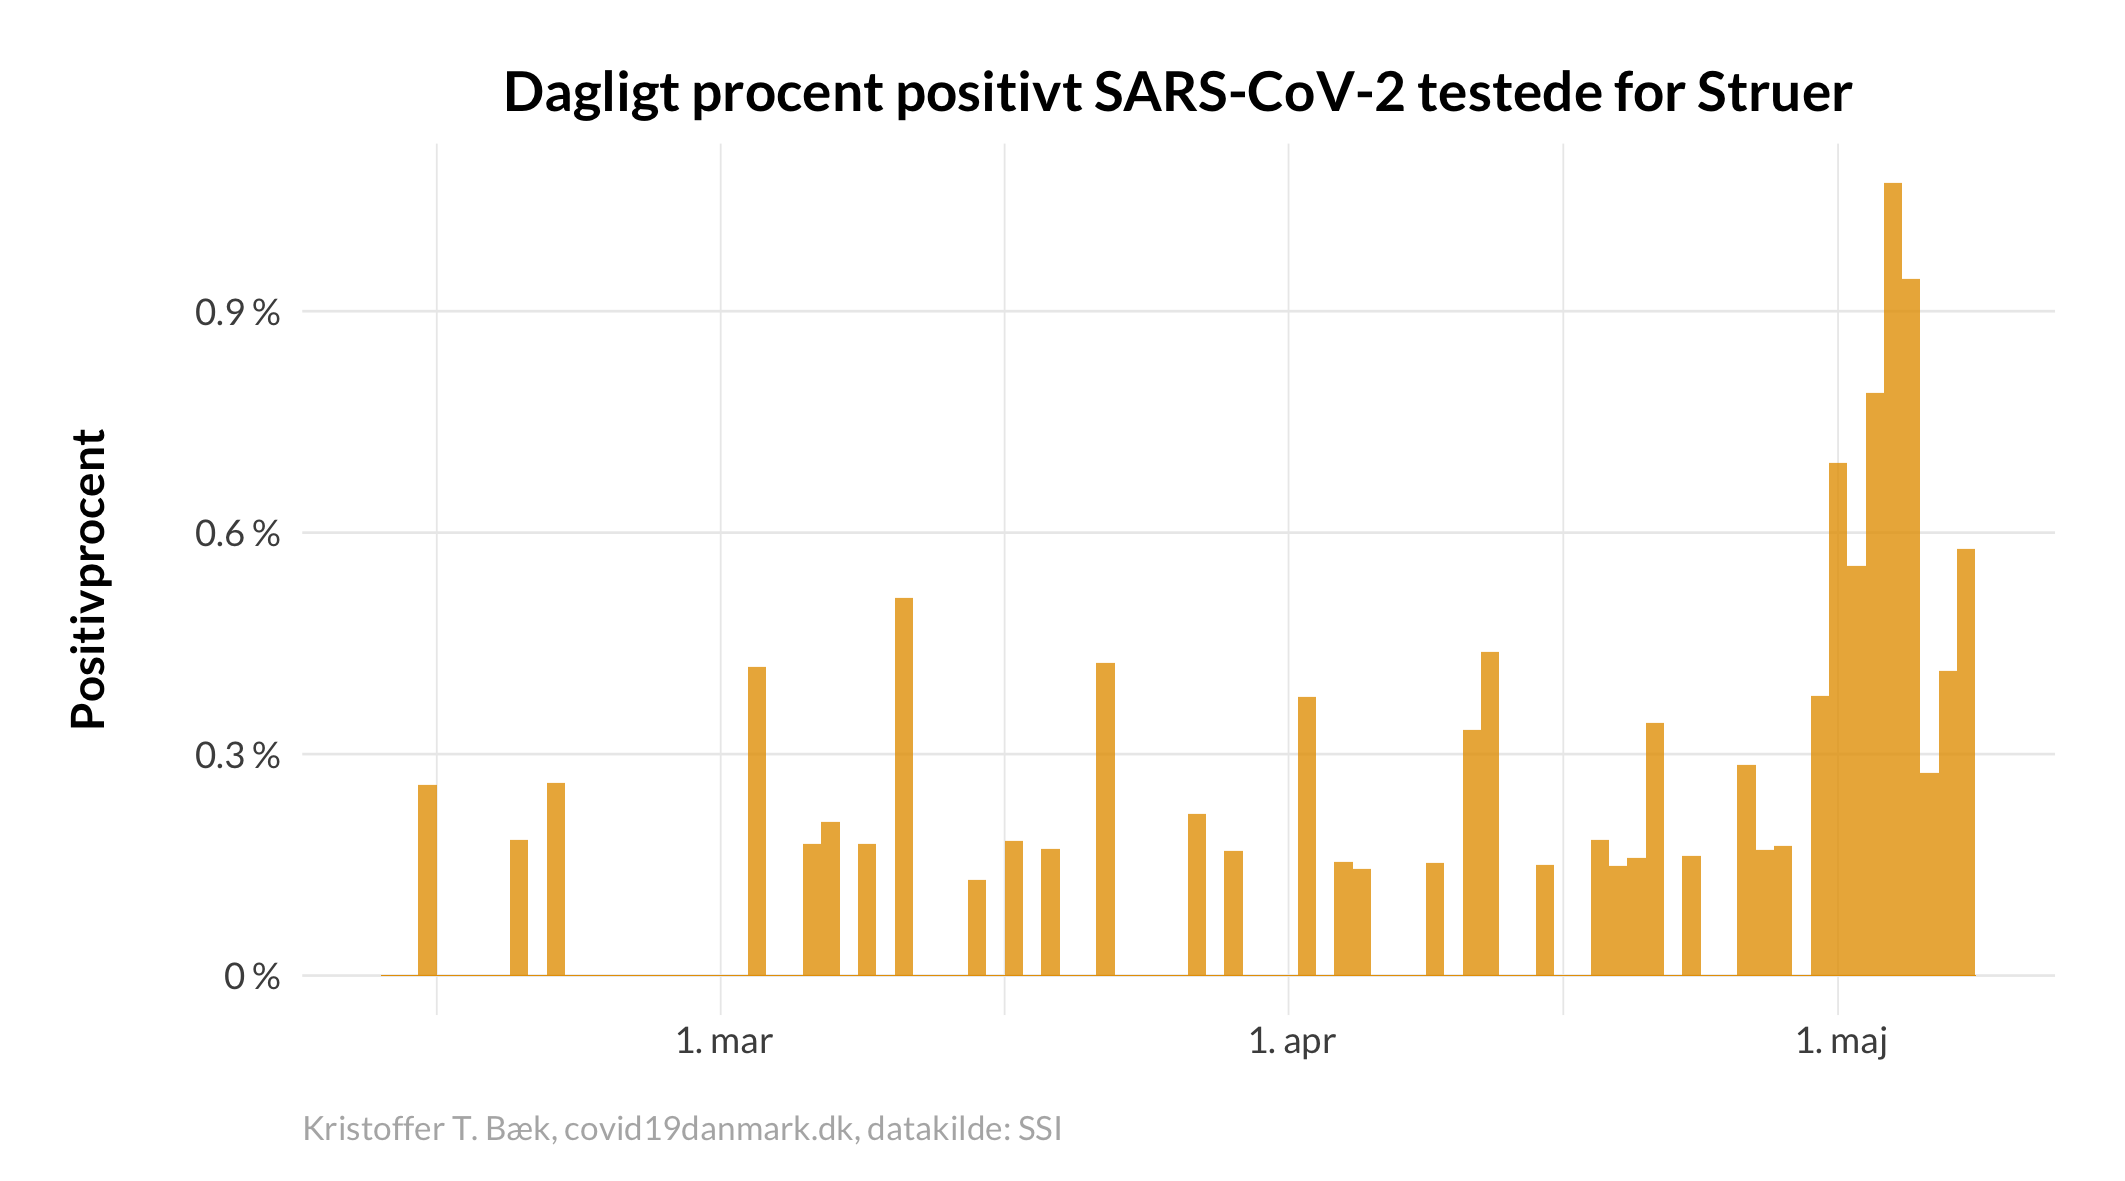 Dagligt procent positivt SARS-CoV-2 testede for Struer
Positivprocent
0.9 %
0.6 %
0.3 %
0 %
1. mar
1. apr
1. maj
Kristoffer T. Bæk, covid19danmark.dk, datakilde: SSI